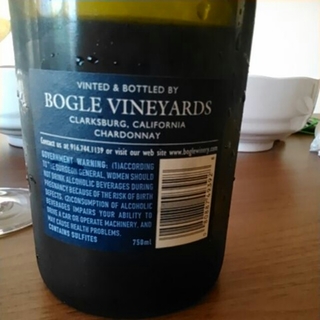 VINTED & BOTTLED BY
BOGLE VINEYARDS
CLARKSBURG, CALIFORNIA
CHARDONNAY
Contact us at 916.744.1139 or visit our web site www.boglewinery.com
GOVERNMENT WARNING: (1) ACCORDING
TO THE SURGEON GENERAL, WOMEN SHOULD
NOT DRINK ALCOHOLIC BEVERAGES DURING
PREGNANCY BECAUSE OF THE RISK OF BIRTH
DEFECTS. (2) CONSUMPTION OF ALCOHOLIC
BEVERAGES IMPAIRS YOUR ABILITY TO
DRIVE A CAR OR OPERATE MACHINERY, AND
MAY CAUSE HEALTH PROBLEMS.
CONTAINS SULFITES
750ml